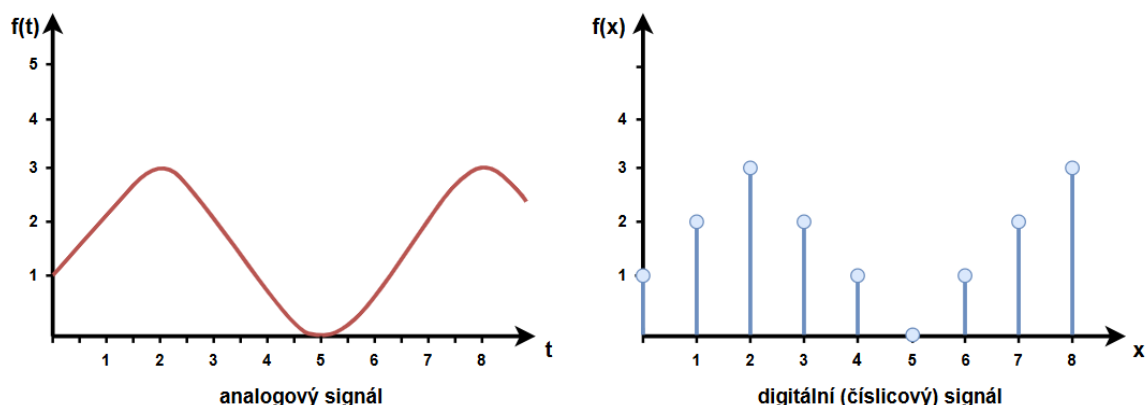 f(t)
5
4
3
2
1
1 2 3 4 5 6 7 8
t
analogový signál
f(x)
4
3
2
1
1 2 3 4 5 6 7 8
x
digitální (číslicový) signál